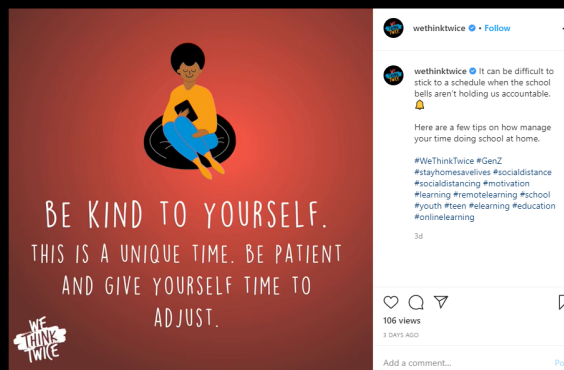 BE KIND TO YOURSELF.
THIS IS A UNIQUE TIME. BE PATIENT
AND GIVE YOURSELF TIME TO
ADJUST.
WE
THINK
TWICE
wethinktwice • Follow
wethinktwice It can be difficult to
stick to a schedule when the school
bells aren't holding us accountable.
Here are a few tips on how manage
your time doing school at home.
#WeThinkTwice #GenZ
#stayhomesavelives #socialdistance
#socialdistancing #motivation
#learning #remotelearning #school
#youth #teen #elearning #education
#onlinelearning
3d
106 views
3 DAYS AGO
Add a comment... Po